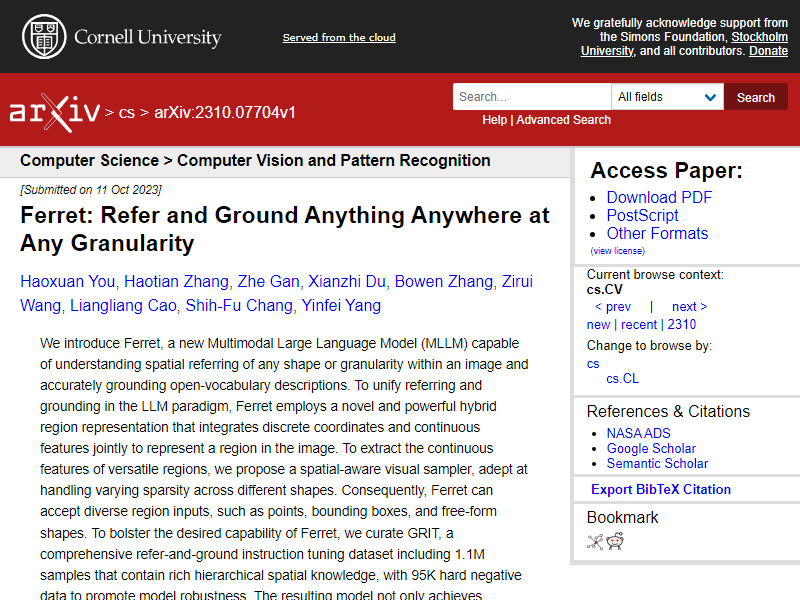 Cornell University
Served from the cloud
We gratefully acknowledge support from
the Simons Foundation, Stockholm
University, and all contributors. Donate
arXiv > cs > arXiv:2310.07704v1
Search...
All fields
Search
Help | Advanced Search
Computer Science > Computer Vision and Pattern Recognition
[Submitted on 11 Oct 2023]
Ferret: Refer and Ground Anything Anywhere at
Any Granularity
Haoxuan You, Haotian Zhang, Zhe Gan, Xianzhi Du, Bowen Zhang, Zirui
Wang, Liangliang Cao, Shih-Fu Chang, Yinfei Yang
We introduce Ferret, a new Multimodal Large Language Model (MLLM) capable
of understanding spatial referring of any shape or granularity within an image and
accurately grounding open-vocabulary descriptions. To unify referring and
grounding in the LLM paradigm, Ferret employs a novel and powerful hybrid
region representation that integrates discrete coordinates and continuous
features jointly to represent a region in the image. To extract the continuous
features of versatile regions, we propose a spatial-aware visual sampler, adept at
handling varying sparsity across different shapes. Consequently, Ferret can
accept diverse region inputs, such as points, bounding boxes, and free-form
shapes. To bolster the desired capability of Ferret, we curate GRIT, a
comprehensive refer-and-ground instruction tuning dataset including 1.1M
samples that contain rich hierarchical spatial knowledge, with 95K hard negative
data to promote model robustness. The resulting model not only achieves
Access Paper:
Download PDF
PostScript
Other Formats
(view license)
Current browse context:
cs.CV
< prev | next >
new | recent | 2310
Change to browse by:
cs
cs.CL
References & Citations
NASA ADS
Google Scholar
Semantic Scholar
Export BibTeX Citation
Bookmark